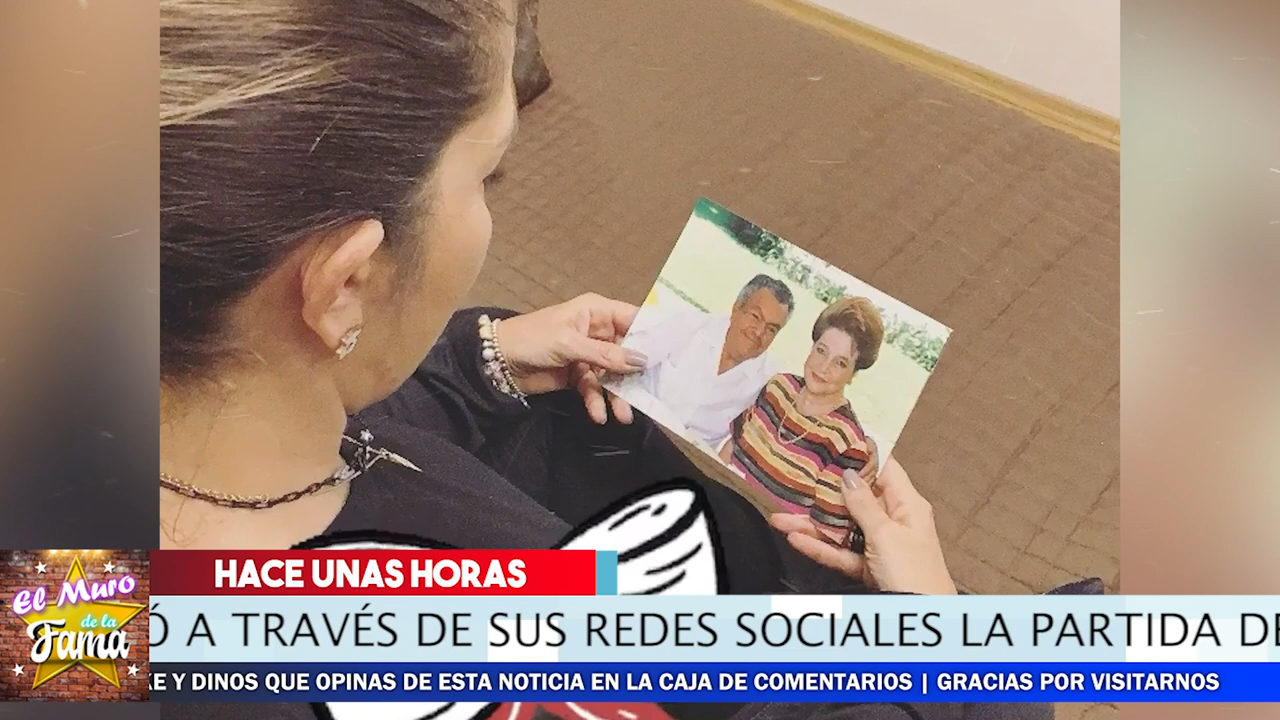 HACE UNAS HORAS
El Muro
de la
Fama
Ó A TRAVÉS DE SUS REDES SOCIALES LA PARTIDA DE
Y DINOS QUE OPINAS DE ESTA NOTICIA EN LA CAJA DE COMENTARIOS | GRACIAS POR VISITARNOS